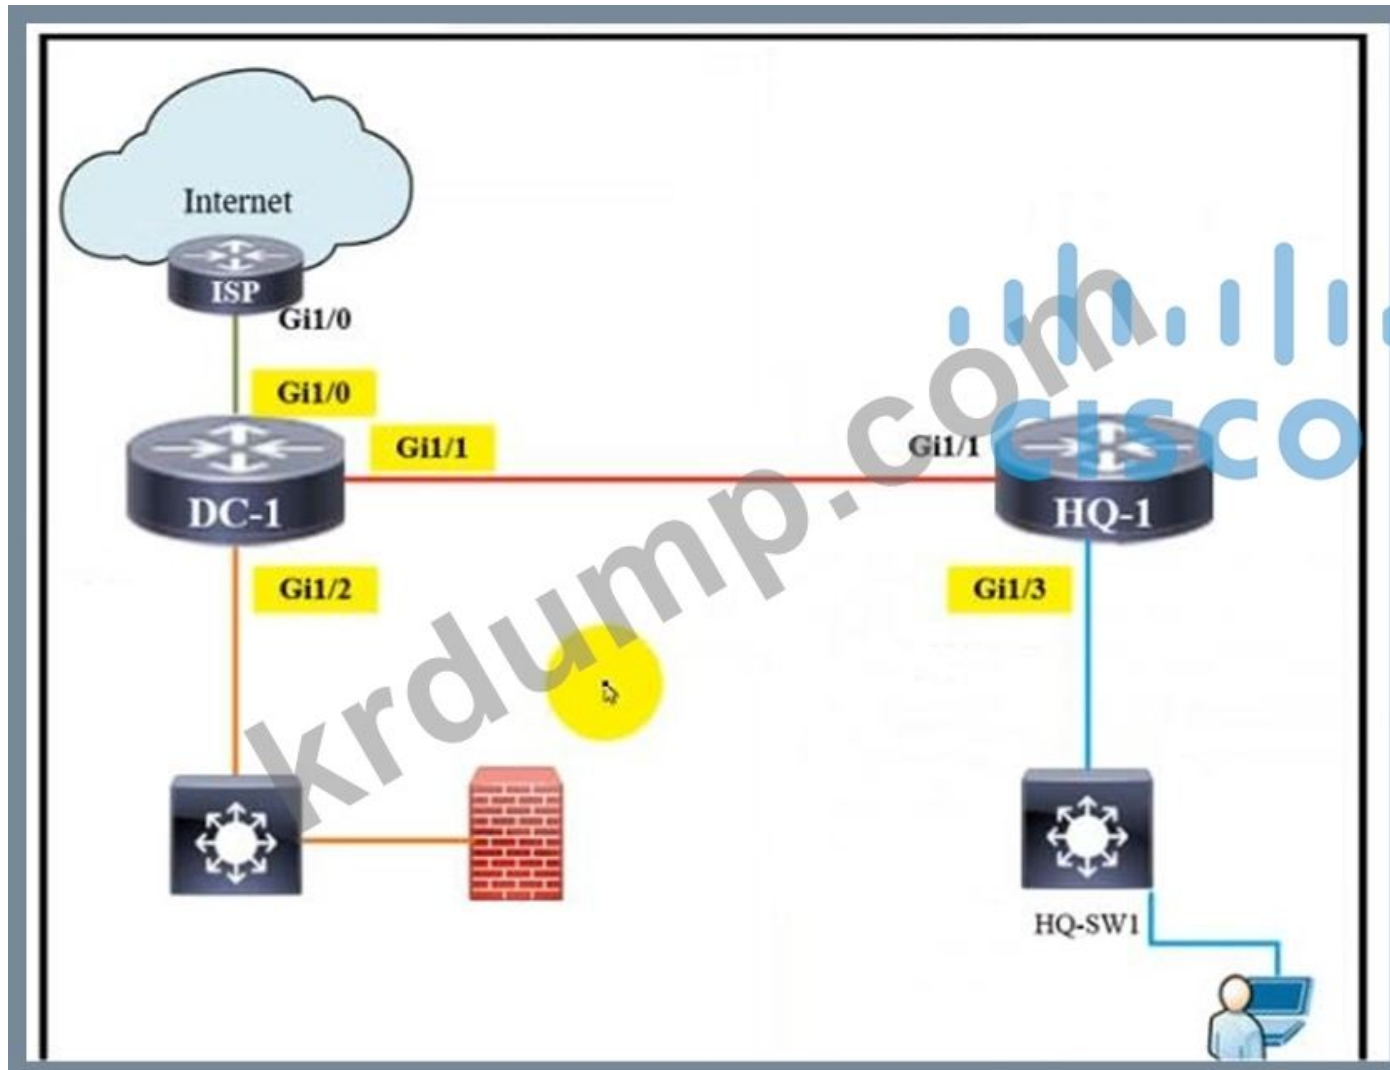 Internet
ISP
Gi1/0
Gi1/0
Gi1/1
Gi1/1
CISCO
DC-1
HQ-1
Gi1/2
Gi1/3
krdump.com
HQ-SW1